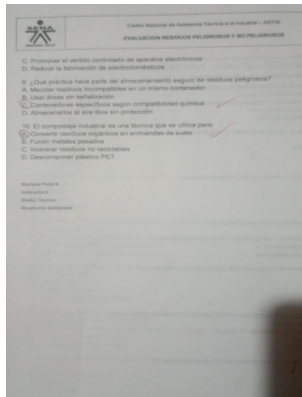 SENA
Centro Nacional de Asistencia Técnica a la Industria - ASTIN
EVALUACION RESIDUOS PELIGROSOS Y NO PELIGROSOS
C. Promover el vertido controlado de aparatos electrónicos
D. Reducir la fabricación de electrodomésticos
9. ¿Qué práctica hace parte del almacenamiento seguro de residuos peligrosos?
A. Mezclar residuos incompatibles en un mismo contenedor
B. Usar áreas sin señalización
C. Contenedores específicos según compatibilidad química
D. Almacenarlos al aire libre sin protección
10. El compostaje industrial es una técnica que se utiliza para:
A. Convertir residuos orgánicos en enmiendas de suelo
B. Fundir metales pesados
C. Incinerar residuos no reciclables
D. Descomponer plástico PET
Instructora
Monitoreo Ambiental